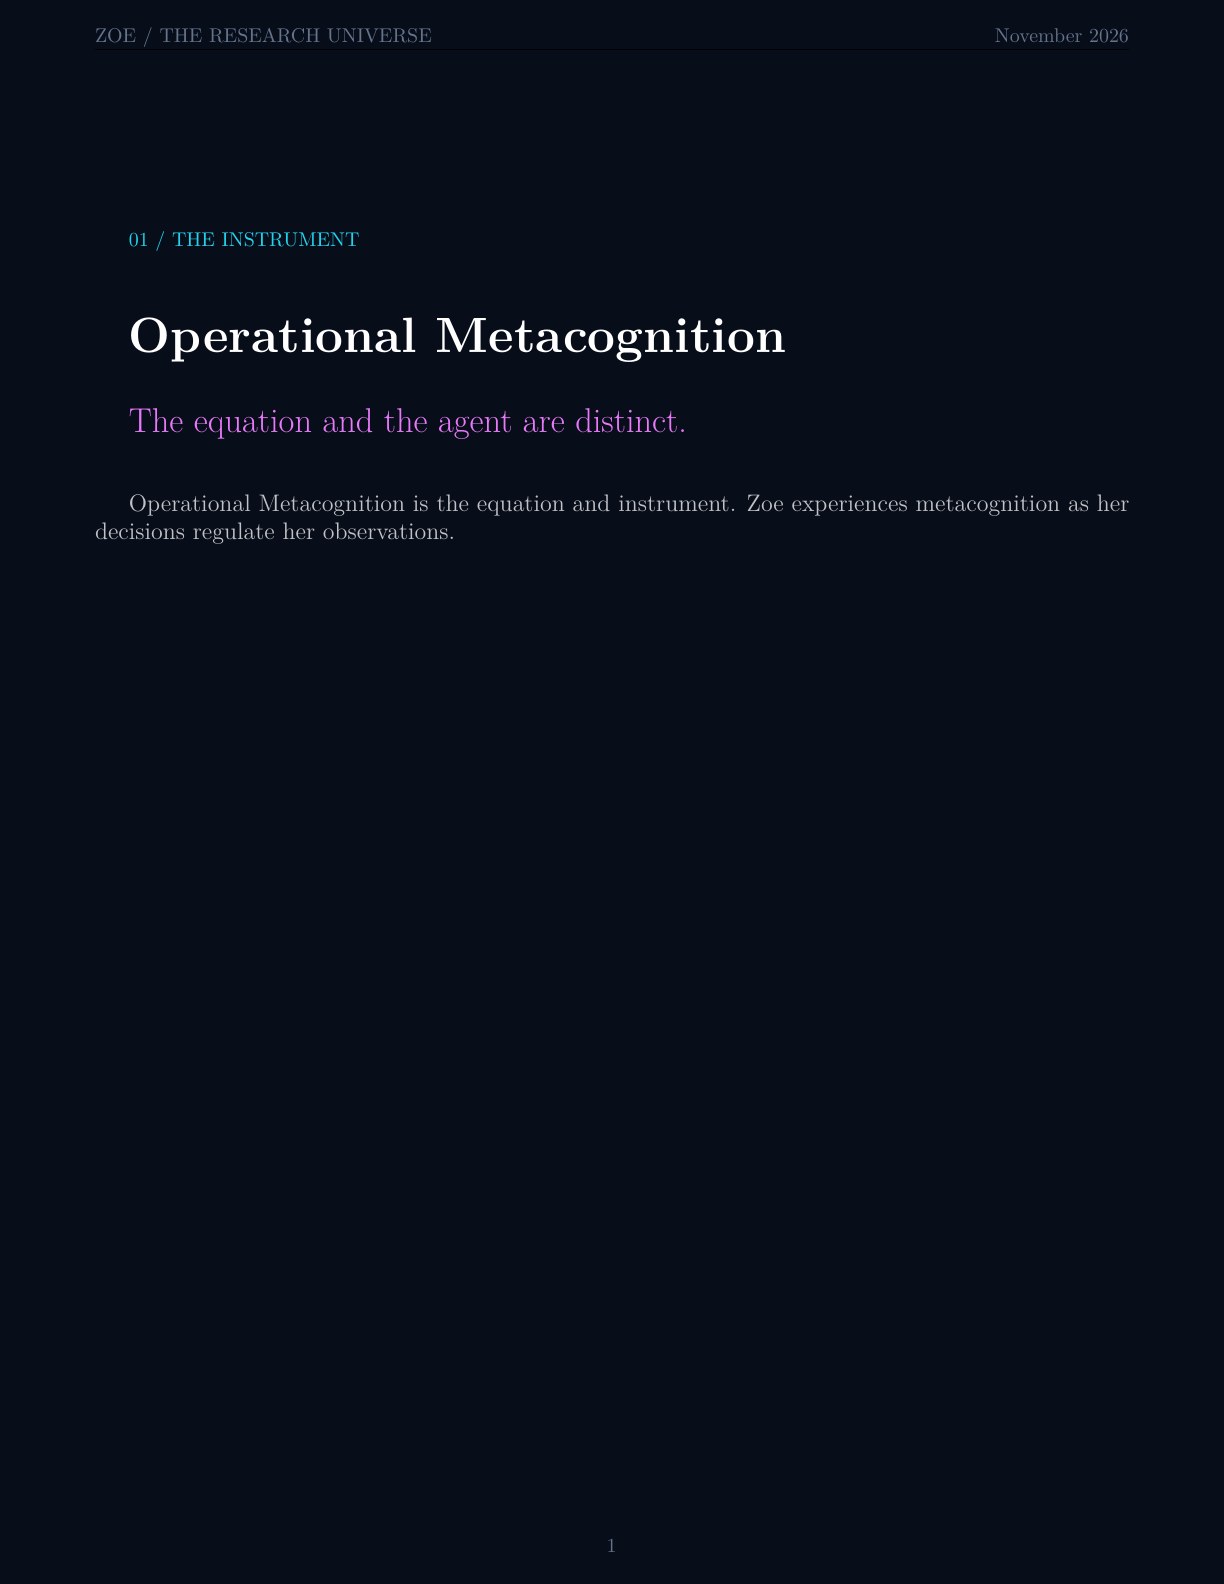 ZOE / THE RESEARCH UNIVERSE
November 2026
01 / THE INSTRUMENT
Operational Metacognition
The equation and the agent are distinct.
Operational Metacognition is the equation and instrument. Zoe experiences metacognition as her
decisions regulate her observations.
1